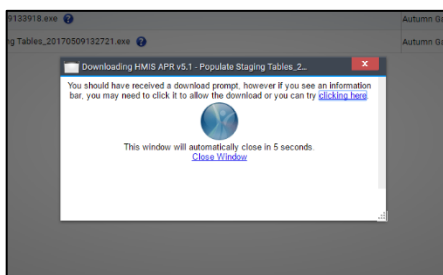 9133918.exe
Autumn Gr
g Tables_20170509132721.exe
Autumn Gr
Downloading HMIS APR v5.1 - Populate Staging Tables_2...
You should have received a download prompt, however if you see an information
bar, you may need to click it to allow the download or you can try clicking here.
This window will automatically close in 5 seconds.
Close Window